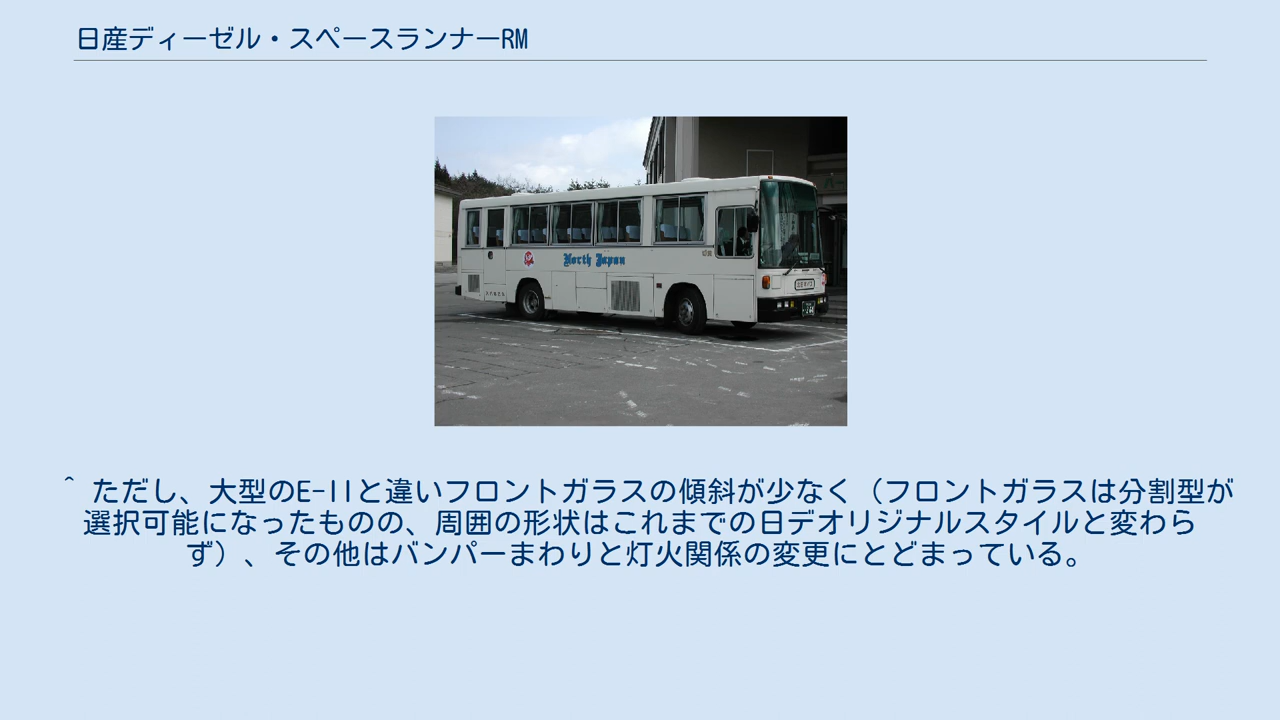 日産ディーゼル・スペースランナーRM
North Japan
^ ただし、大型のE-IIと違いフロントガラスの傾斜が少なく（フロントガラスは分割型が
選択可能になったものの、周囲の形状はこれまでの日デオリジナルスタイルと変わら
ず）、その他はバンパーまわりと灯火関係の変更にとどまっている。